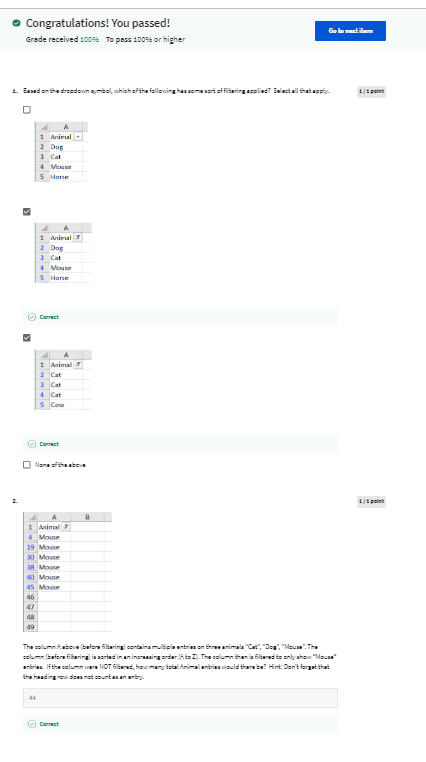 Congratulations! You passed!
Grade received 100% To pass 100% or higher
Go to next item
1. Based on the dropdown symbol, which of the following has some sort of filtering applied? Select all that apply.
1 / 1 point
A
1 Animal
2 Dog
3 Cat
4 Mouse
5 Horse
A
1 Animal
2 Dog
3 Cat
4 Mouse
5 Horse
Correct
A
1 Animal
2 Cat
3 Cat
4 Cat
5 Cow
Correct
None of the above
2.
1 / 1 point
A B
1 Animal
4 Mouse
19 Mouse
30 Mouse
38 Mouse
40 Mouse
45 Mouse
46
47
48
49
The column A above (before filtering) contains multiple entries on three animals "Cat", "Dog", "Mouse". The
column (before filtering) is sorted in an increasing order (A to Z). The column then is filtered to only show "Mouse"
entries. If the column were NOT filtered, how many total Animal entries would there be? Hint: Don't forget that
the heading row does not count as an entry.
44
Correct